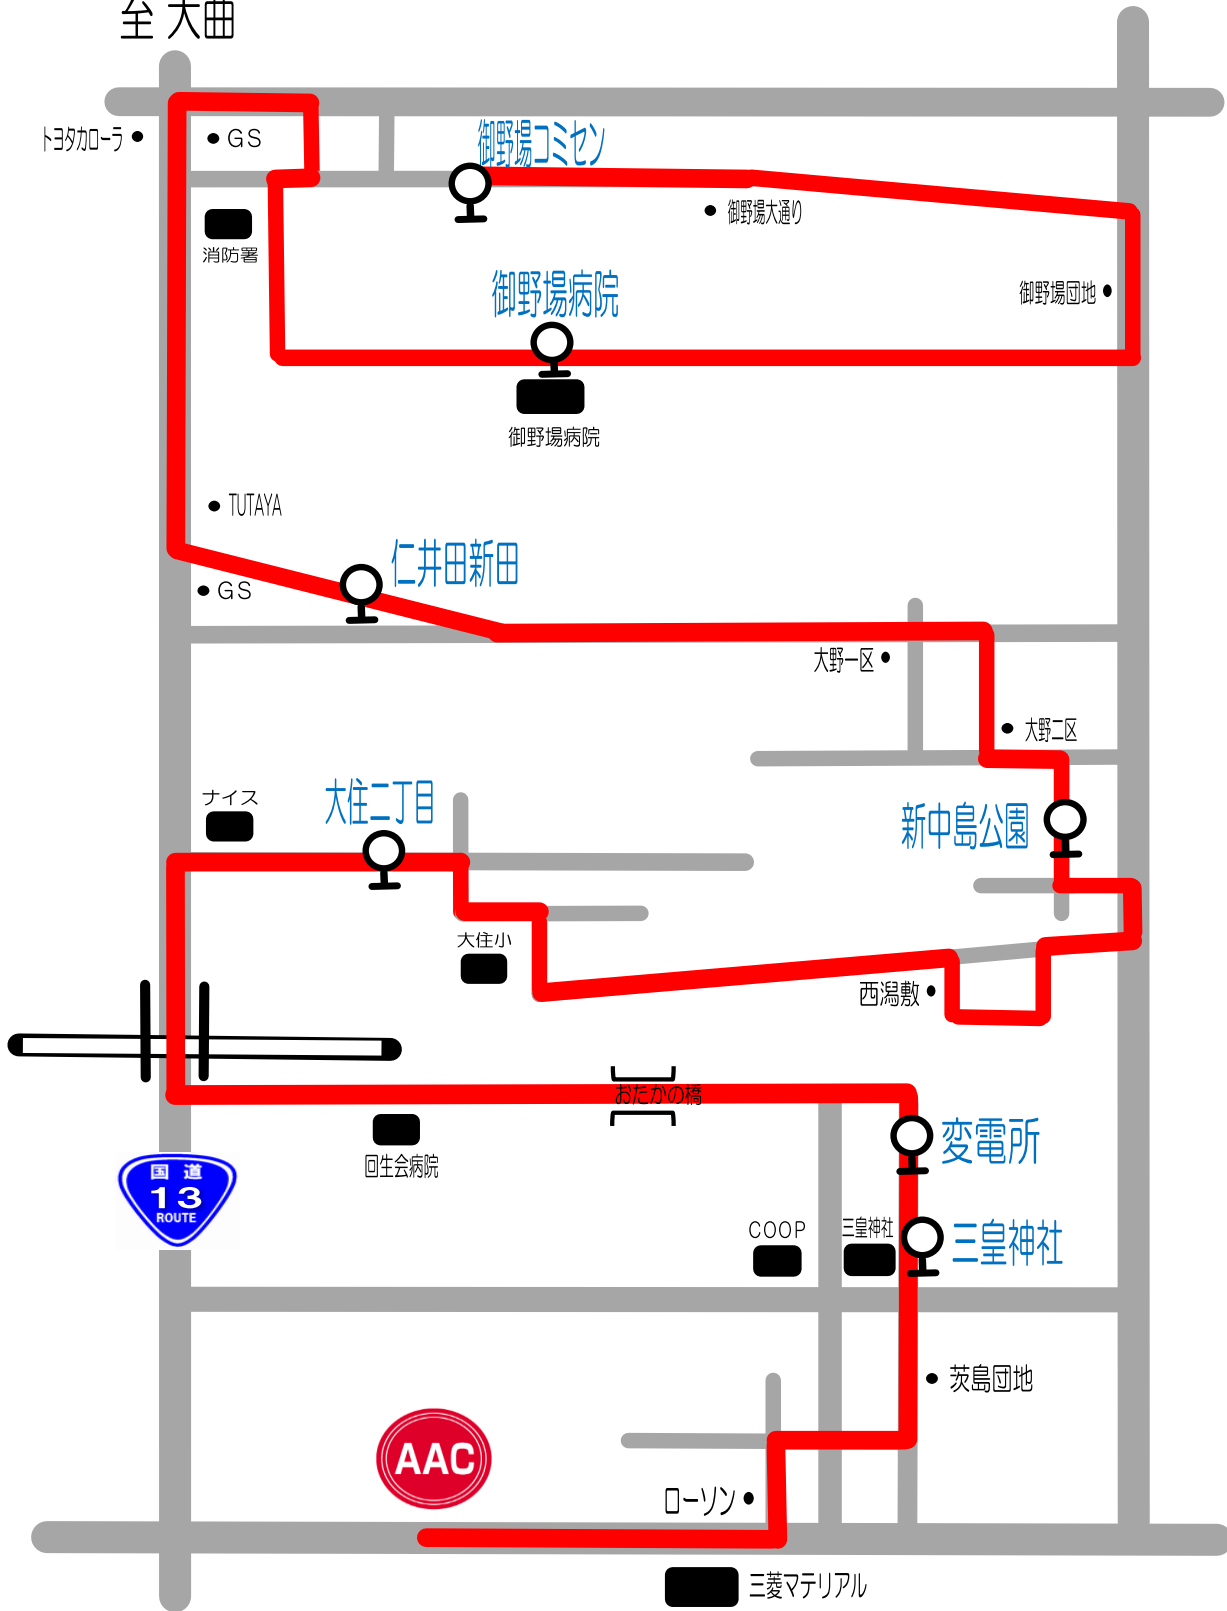 至 大曲
トヨタカローラ
GS
御野場コミセン
御野場大通り
消防署
御野場病院
御野場団地
御野場病院
TUTAYA
仁井田新田
GS
大野一区
大野二区
ナイス
大住二丁目
新中島公園
大住小
西潟敷
おたかの橋
変電所
回生会病院
国道
13
ROUTE
COOP
三皇神社
三皇神社
茨島団地
AAC
ローソン
三菱マテリアル